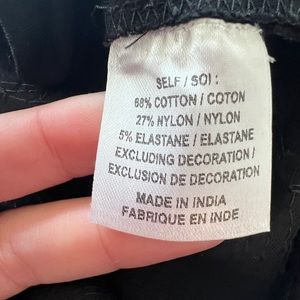 SELF / SOI :
68% COTTON / COTON
27% NYLON / NYLON
5% ELASTANE / ELASTANE
EXCLUDING DECORATION /
EXCLUSION DE DECORATION
MADE IN INDIA
FABRIQUE EN INDE